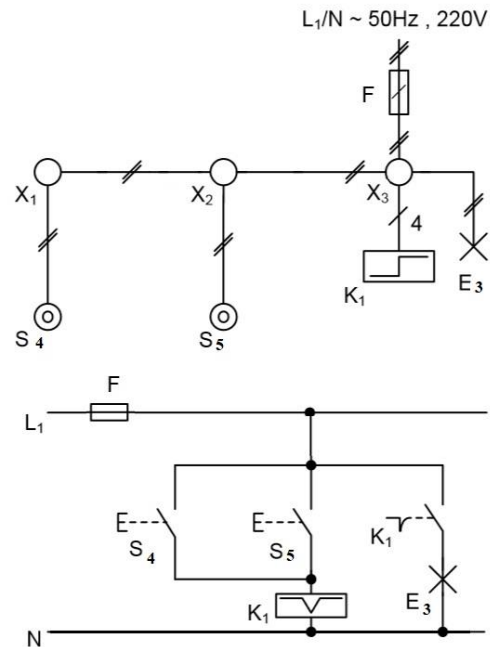 L₁/N ~ 50Hz , 220V
F
X₁ X₂ X₃
4
K₁ E₃
S₄ S₅
F
L₁
S₄ S₅ K₁
K₁ E₃
N